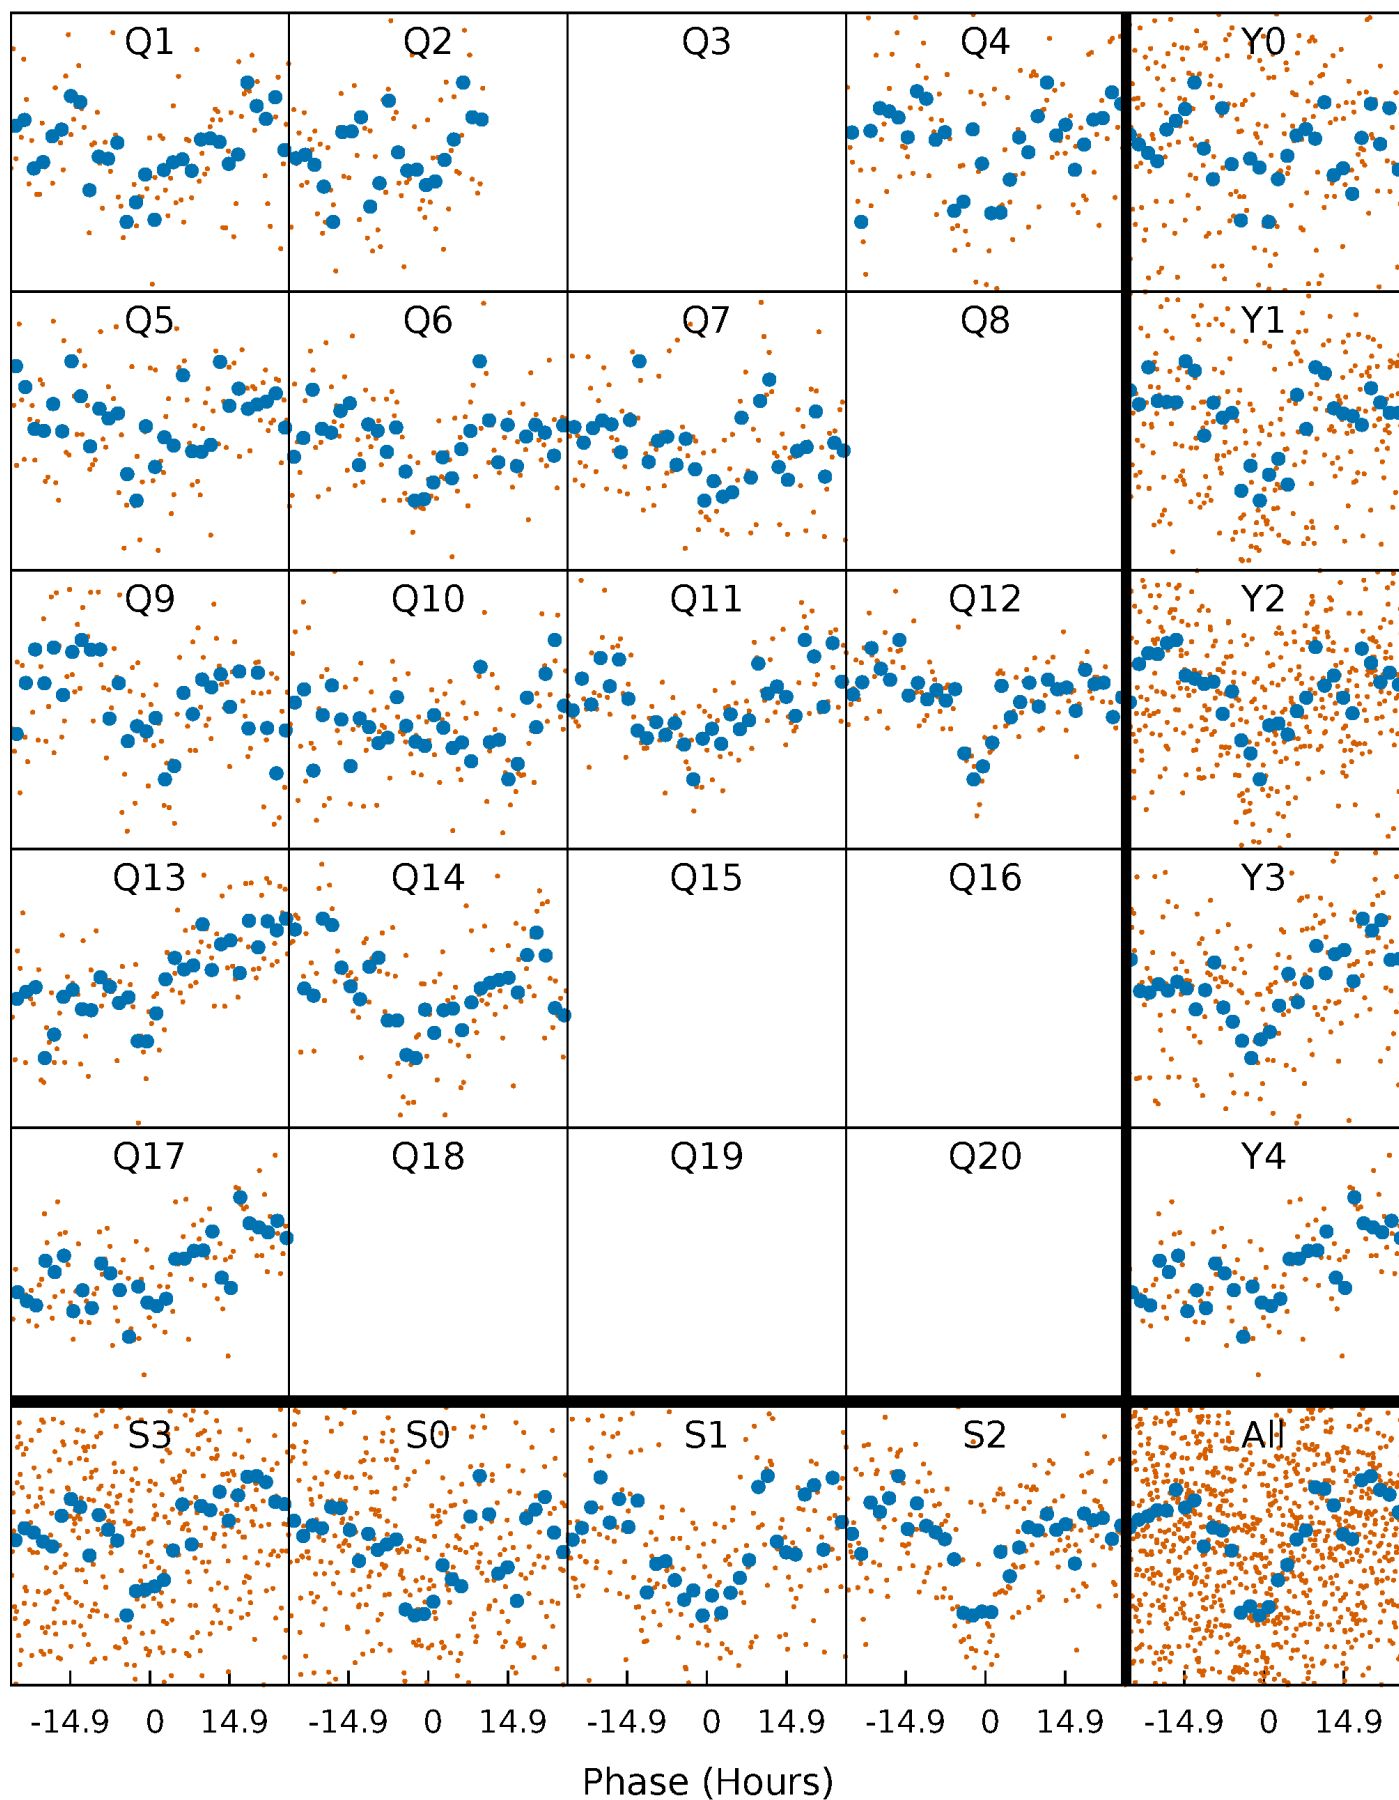 Q1 Q2 Q3 Q4 Y0
Q5 Q6 Q7 Q8 Y1
Q9 Q10 Q11 Q12 Y2
Q13 Q14 Q15 Q16 Y3
Q17 Q18 Q19 Q20 Y4
S3 S0 S1 S2 All
-14.9 0 14.9 -14.9 0 14.9 -14.9 0 14.9 -14.9 0 14.9 -14.9 0 14.9
Phase (Hours)